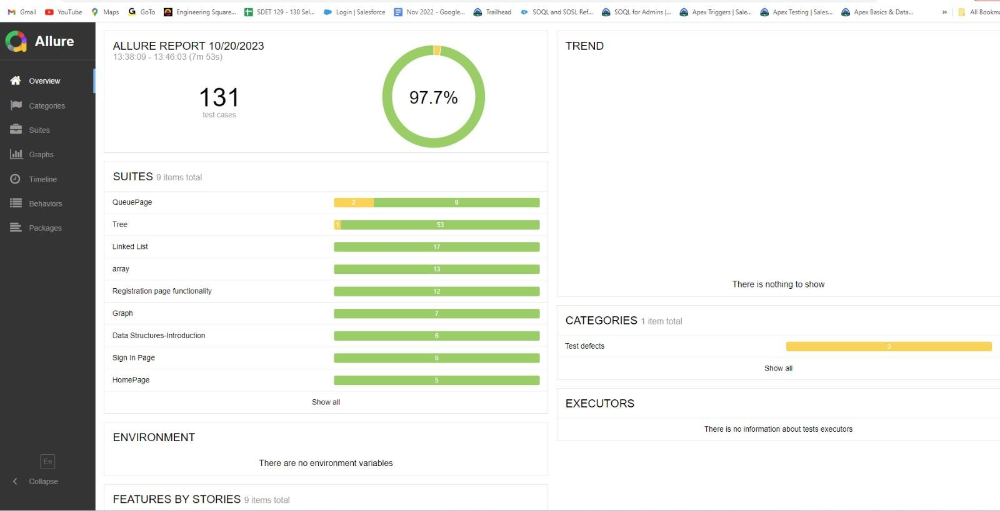 Gmail YouTube Maps GoTo Engineering Square... SDET 129 - 130 Sel... Login | Salesforce Nov 2022 - Google... Trailhead SOQL and SOSL Ref... SOQL for Admins |... Apex Triggers | Sale... Apex Testing | Sales... Apex Basics & Data... » All Bookma
Allure
Overview
Categories
Suites
Graphs
Timeline
Behaviors
Packages
En
Collapse
ALLURE REPORT 10/20/2023
13:38:09 - 13:46:03 (7m 53s)
131
test cases
97.7%
SUITES 9 items total
QueuePage 2 9
Tree 1 53
Linked List 17
array 13
Registration page functionality 12
Graph 7
Data Structures-Introduction 6
Sign In Page 6
HomePage 5
Show all
ENVIRONMENT
There are no environment variables
FEATURES BY STORIES 9 items total
TREND
There is nothing to show
CATEGORIES 1 item total
Test defects 3
Show all
EXECUTORS
There is no information about tests executors